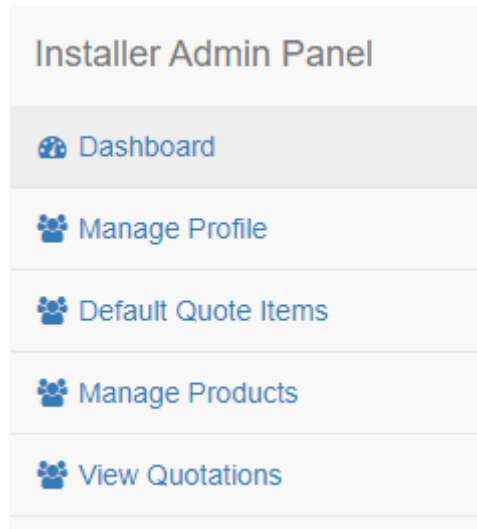 Installer Admin Panel
Dashboard
Manage Profile
Default Quote Items
Manage Products
View Quotations